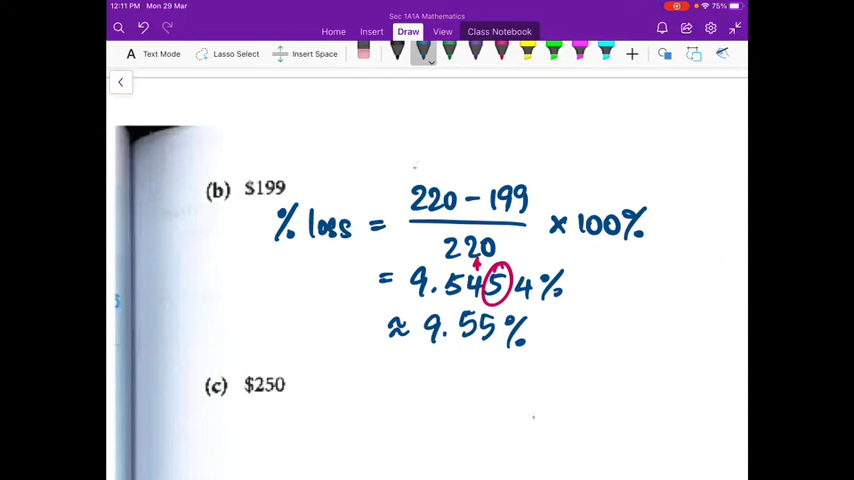 12:11 PM Mon 29 Mar
75%
Sec 1A1A Mathematics
Home Insert Draw View Class Notebook
A Text Mode Lasso Select Insert Space
(b) $199
% loss = 220 - 199 / 220 × 100%
= 9.5454%
≈ 9.55%
(c) $250